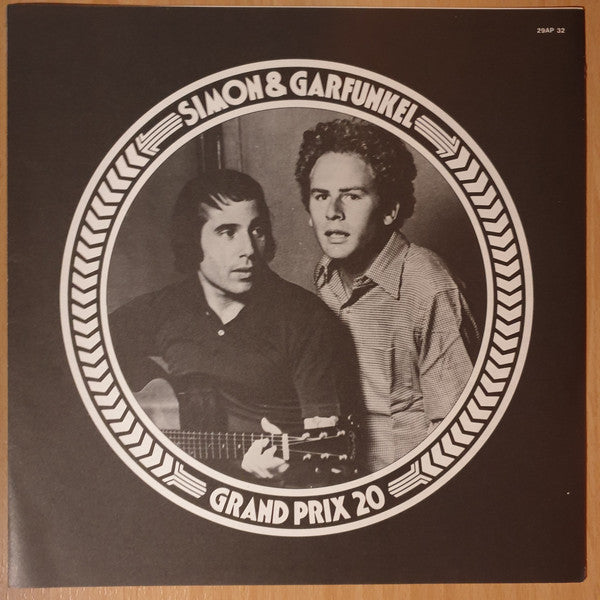 29AP 32
SIMON & GARFUNKEL
GRAND PRIX 20